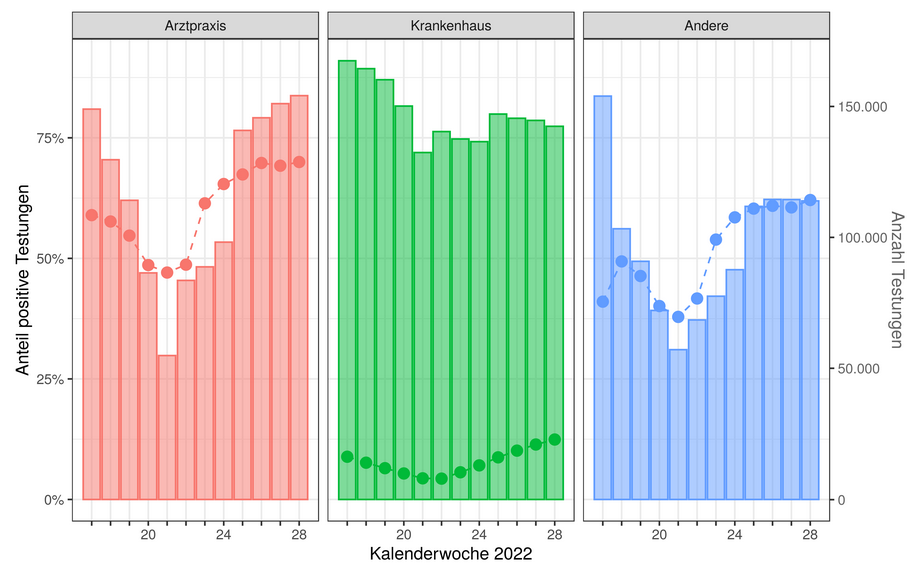 Arztpraxis
Krankenhaus
Andere
75%
50%
25%
0%
150.000
100.000
50.000
0
20
24
28
20
24
28
20
24
28
Anteil positive Testungen
Anzahl Testungen
Kalenderwoche 2022